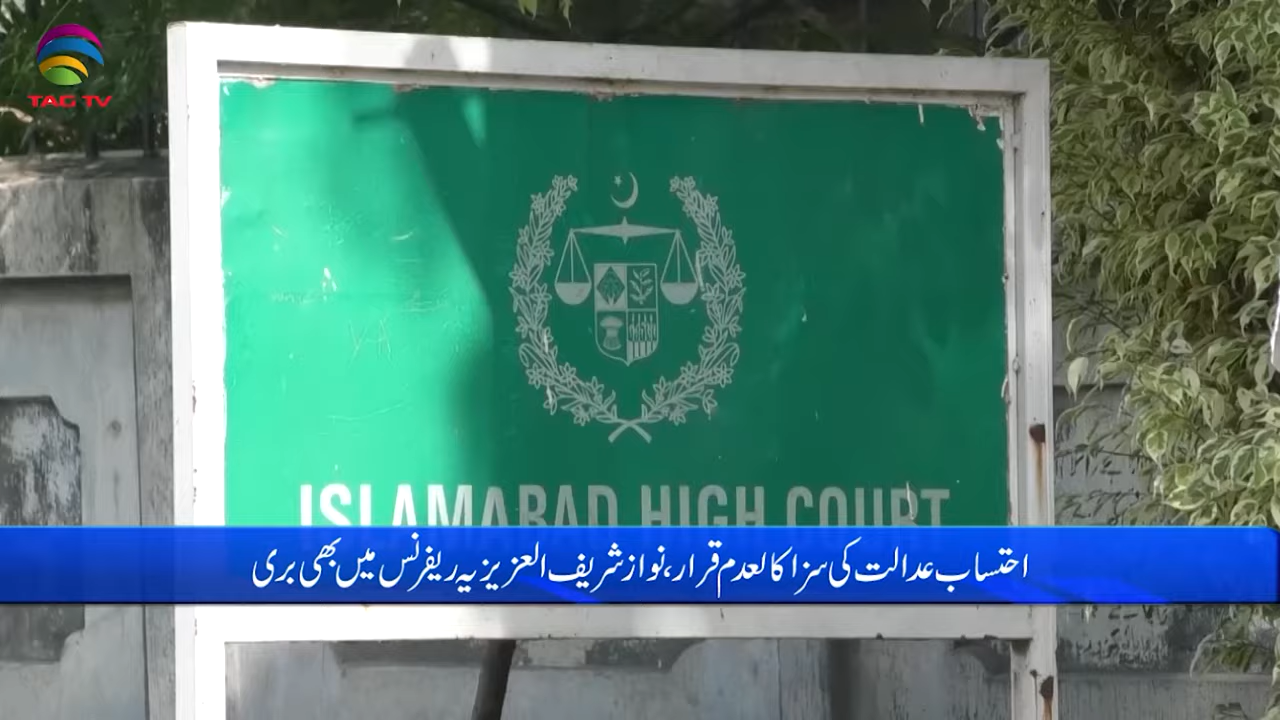 TAG TV
ISLAMABAD HIGH COURT
احتساب عدالت کی سزا کالعدم قرار، نواز شریف العزیزیہ ریفرنس میں بھی بری